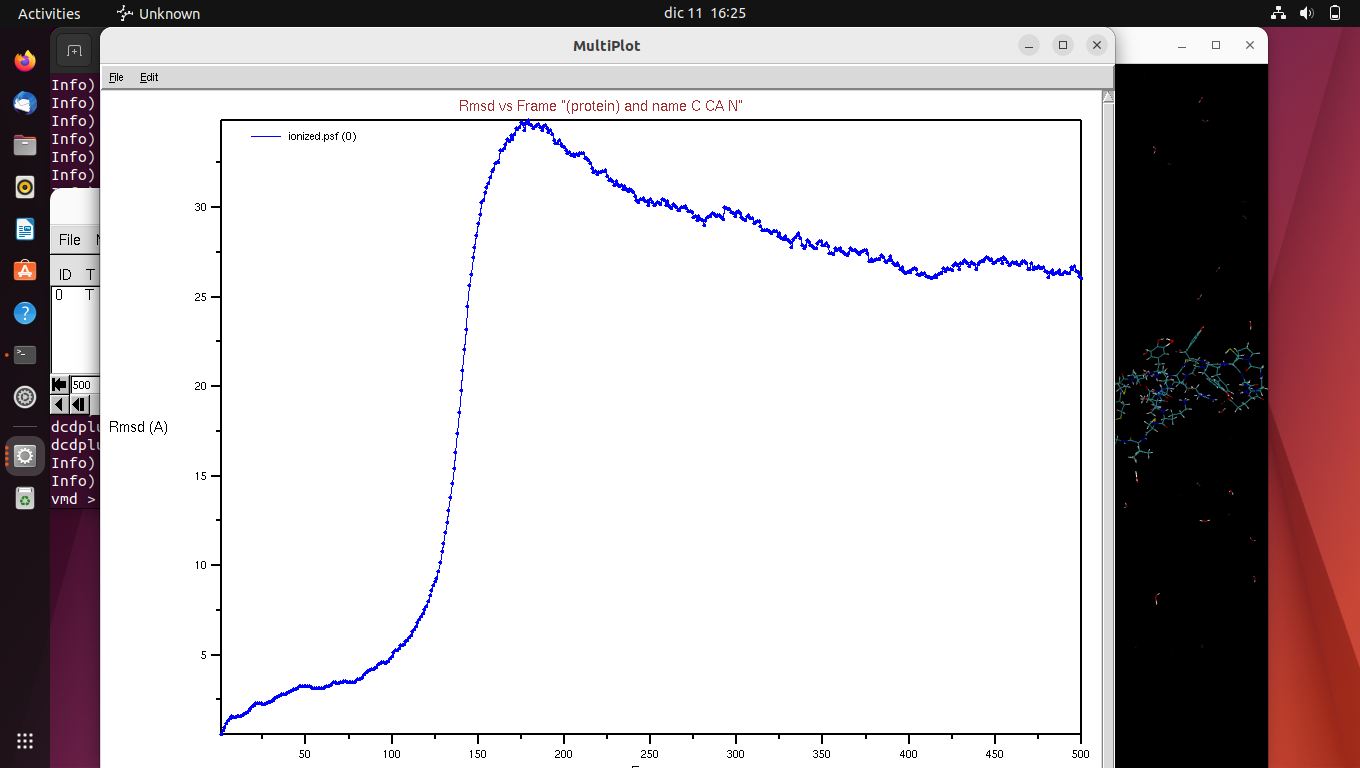 Activities
Unknown
dic 11 16:25
MultiPlot
File Edit
Rmsd vs Frame "(protein) and name C CA N"
ionized.psf (0)
Rmsd (A)
30
25
20
15
10
5
50 100 150 200 250 300 350 400 450 500
Info)
Info)
Info)
Info)
Info)
Info)
File
ID T
0 T
500
dcdplu
dcdplu
Info)
Info)
vmd >